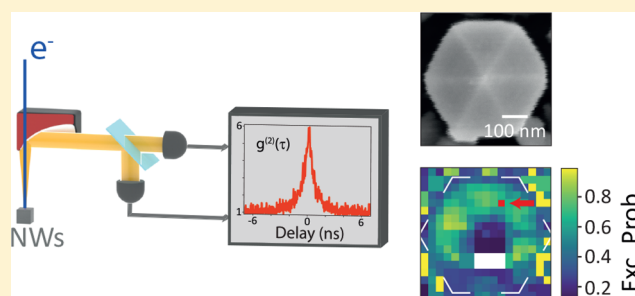 e-
NWs
6
g(2)(τ)
1
-6 0 6
Delay (ns)
100 nm
0.8
0.6
0.4
0.2
Exc. Prob.